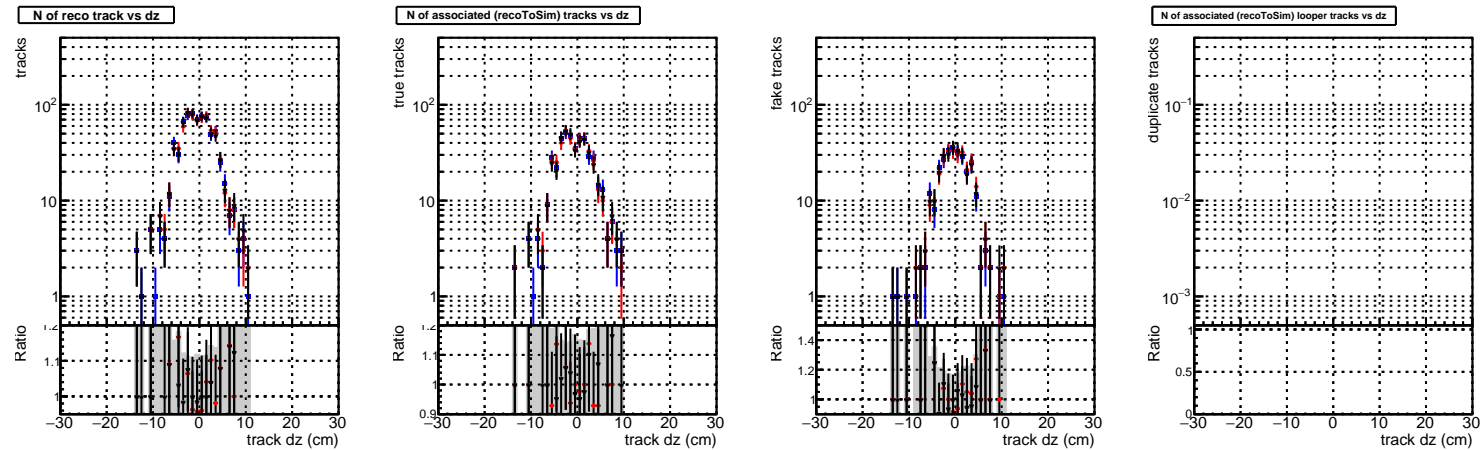 N of reco track vs dz
tracks
10²
10
1
Ratio
1.2
1.1
1
−30 −20 −10 0 10 20 30
track dz (cm)
N of associated (recoToSim) tracks vs dz
true tracks
10²
10
1
Ratio
1.2
1.1
1
0.9
−30 −20 −10 0 10 20 30
track dz (cm)
fake tracks
10²
10
1
Ratio
1.4
1.2
1
−30 −20 −10 0 10 20 30
track dz (cm)
N of associated (recoToSim) looper tracks vs dz
duplicate tracks
10⁻¹
10⁻²
10⁻³
Ratio
1
0.5
0
−30 −20 −10 0 10 20 30
track dz (cm)